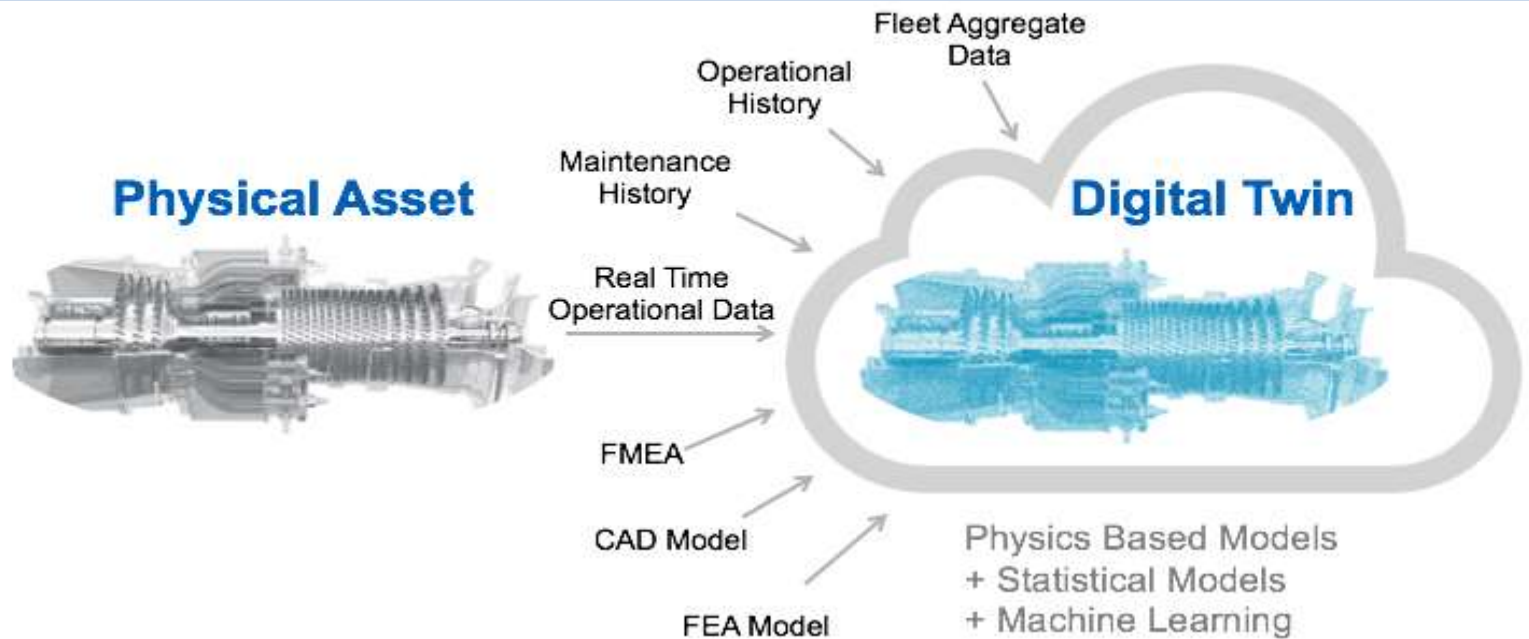 Fleet Aggregate
Data
Operational
History
Maintenance
History
Physical Asset
Digital Twin
Real Time
Operational Data
FMEA
CAD Model
FEA Model
Physics Based Models
+ Statistical Models
+ Machine Learning